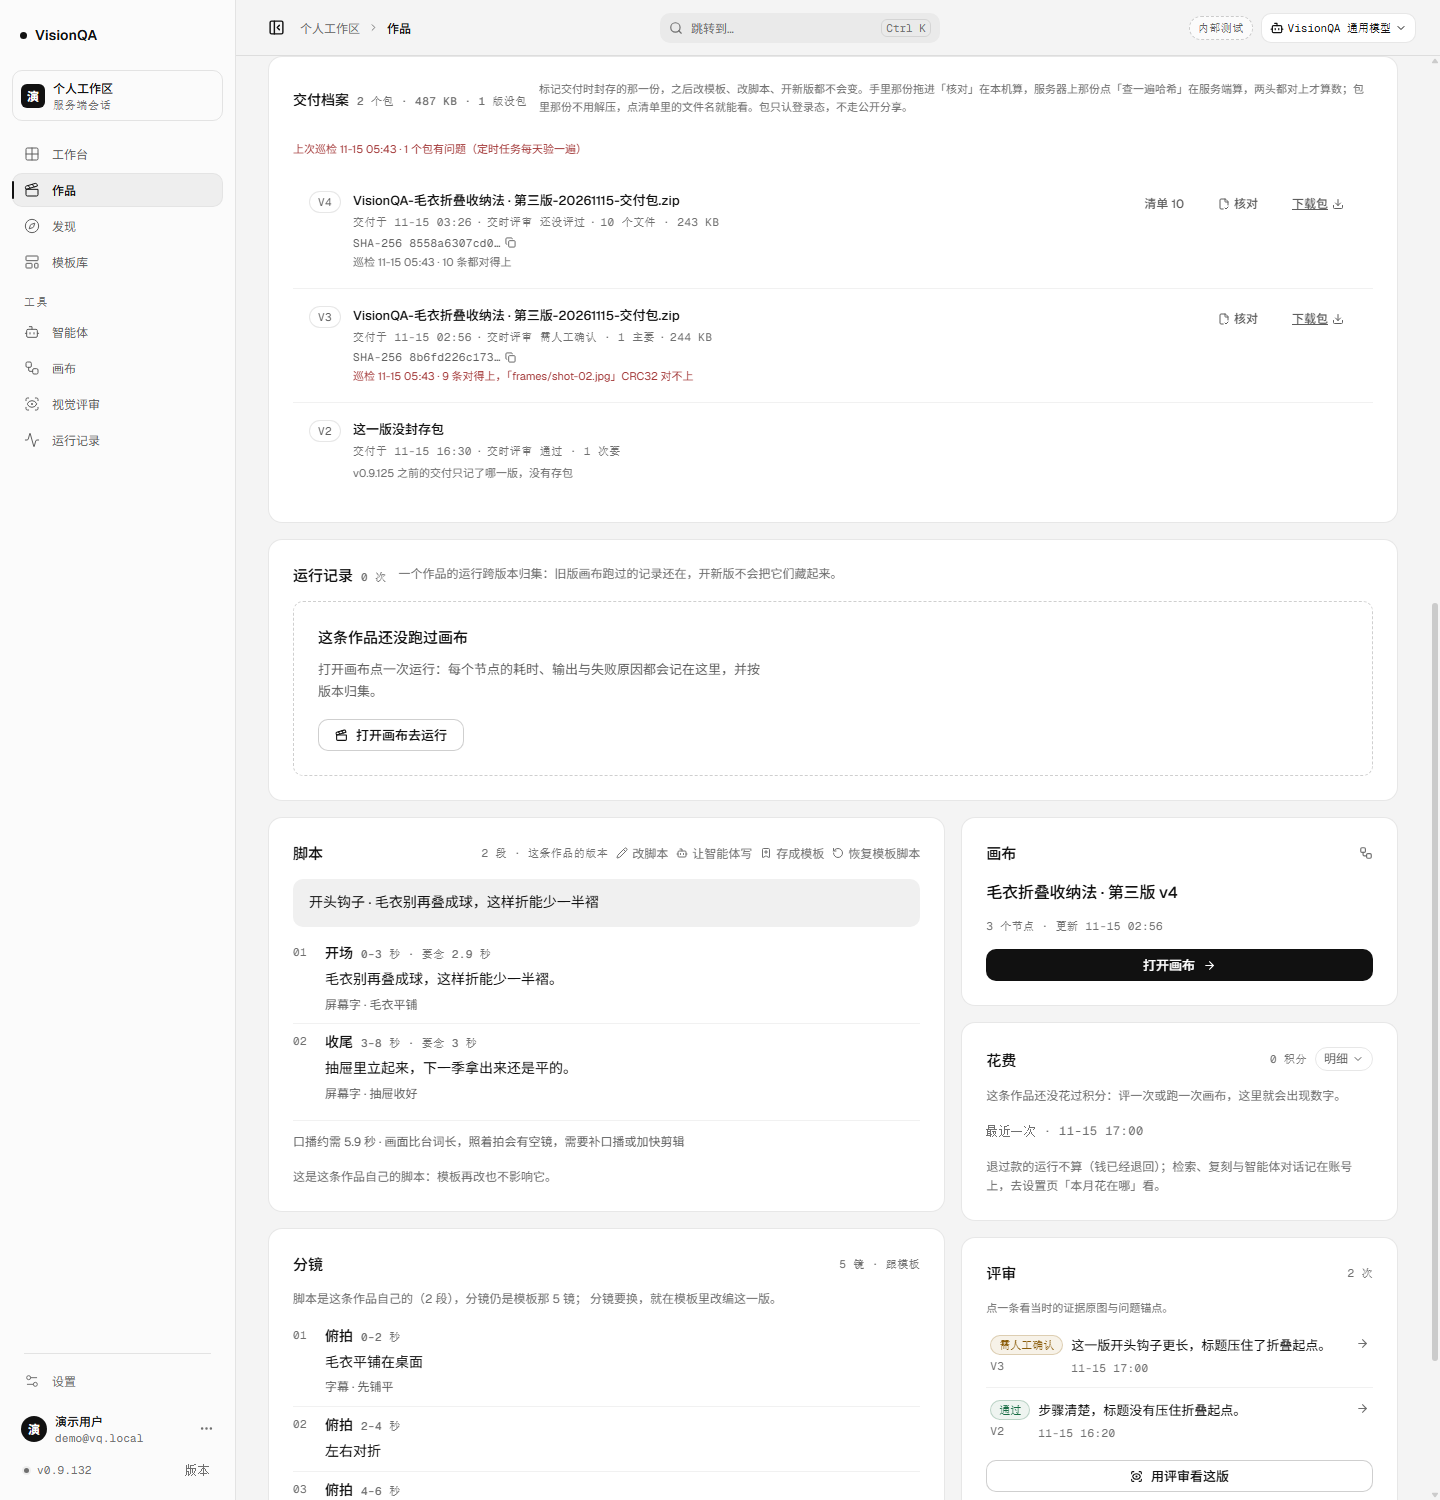 VisionQA
演
个人工作区
服务端会话
工作台
作品
发现
模板库
工具
智能体
画布
视觉评审
运行记录
设置
演
演示用户
demo@vq.local
v0.9.132
版本
个人工作区
作品
跳转到…
Ctrl K
内部测试
VisionQA 通用模型
交付档案 2 个包 · 487 KB · 1 版没包
标记交付时封存的那一份，之后改模板、改脚本、开新版都不会变。手里那份拖进「核对」在本机算，服务器上那份点「查一遍哈希」在服务端算，两头都对上才算数；包
里那份不用解压，点清单里的文件名就能看。包只认登录态，不走公开分享。
上次巡检 11-15 05:43 · 1 个包有问题（定时任务每天验一遍）
V4
VisionQA-毛衣折叠收纳法 · 第三版-20261115-交付包.zip
清单 10
核对
下载包
交付于 11-15 03:26 · 交时评审 还没评过 · 10 个文件 · 243 KB
SHA-256 8558a6307cd0…
巡检 11-15 05:43 · 10 条都对得上
V3
VisionQA-毛衣折叠收纳法 · 第三版-20261115-交付包.zip
核对
下载包
交付于 11-15 02:56 · 交时评审 需人工确认 · 1 主要 · 244 KB
SHA-256 8b6fd226c173…
巡检 11-15 05:43 · 9 条对得上，「frames/shot-02.jpg」CRC32 对不上
V2
这一版没封存包
交付于 11-15 16:30 · 交时评审 通过 · 1 次要
v0.9.125 之前的交付只记了哪一版，没有存包
运行记录 0 次 一个作品的运行跨版本归集：旧版画布跑过的记录还在，开新版不会把它们藏起来。
这条作品还没跑过画布
打开画布点一次运行：每个节点的耗时、输出与失败原因都会记在这里，并按
版本归集。
打开画布去运行
脚本
2 段 · 这条作品的版本
改脚本
让智能体写
存成模板
恢复模板脚本
开头钩子 · 毛衣别再叠成球，这样折能少一半褶
01
开场 0-3 秒 · 要念 2.9 秒
毛衣别再叠成球，这样折能少一半褶。
屏幕字 · 毛衣平铺
02
收尾 3-8 秒 · 要念 3 秒
抽屉里立起来，下一季拿出来还是平的。
屏幕字 · 抽屉收好
口播约需 5.9 秒 · 画面比台词长，照着拍会有空镜，需要补口播或加快剪辑
这是这条作品自己的脚本：模板再改也不影响它。
分镜
5 镜 · 跟模板
脚本是这条作品自己的（2 段），分镜仍是模板那 5 镜； 分镜要换，就在模板里改编这一版。
01
俯拍 0-2 秒
毛衣平铺在桌面
字幕 · 先铺平
02
俯拍 2-4 秒
左右对折
03
俯拍 4-6 秒
画布
毛衣折叠收纳法 · 第三版 v4
3 个节点 · 更新 11-15 02:56
打开画布
花费
0 积分
明细
这条作品还没花过积分：评一次或跑一次画布，这里就会出现数字。
最近一次 · 11-15 17:00
退过款的运行不算（钱已经退回）；检索、复刻与智能体对话记在账号
上，去设置页「本月花在哪」看。
评审
2 次
点一条看当时的证据原图与问题锚点。
需人工确认
这一版开头钩子更长，标题压住了折叠起点。
V3
11-15 17:00
通过
步骤清楚，标题没有压住折叠起点。
V2
11-15 16:20
用评审看这版